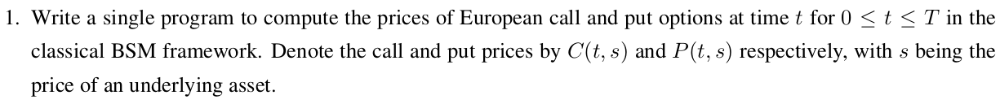 1. Write a single program to compute the prices of European call and put options at time t for 0 ≤ t ≤ T in the
classical BSM framework. Denote the call and put prices by C(t, s) and P(t, s) respectively, with s being the
price of an underlying asset.